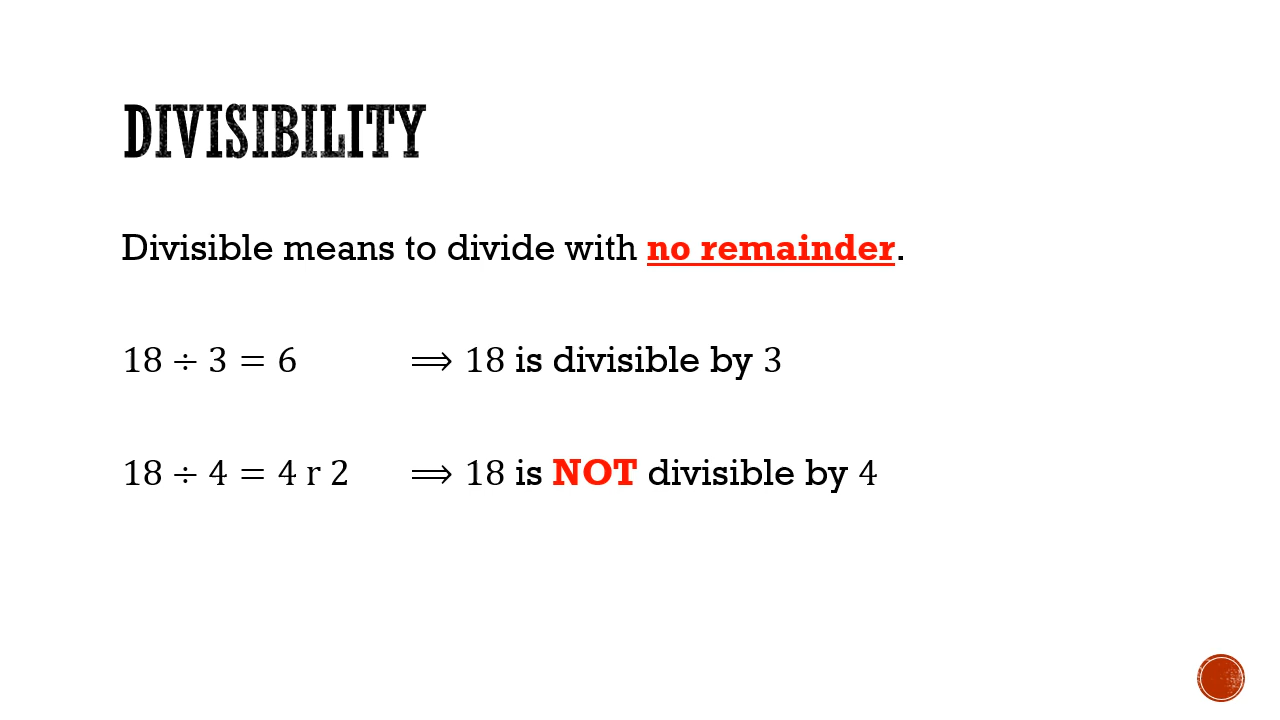 DIVISIBILITY
Divisible means to divide with no remainder.
18 ÷ 3 = 6 ⟹ 18 is divisible by 3
18 ÷ 4 = 4 r 2 ⟹ 18 is NOT divisible by 4